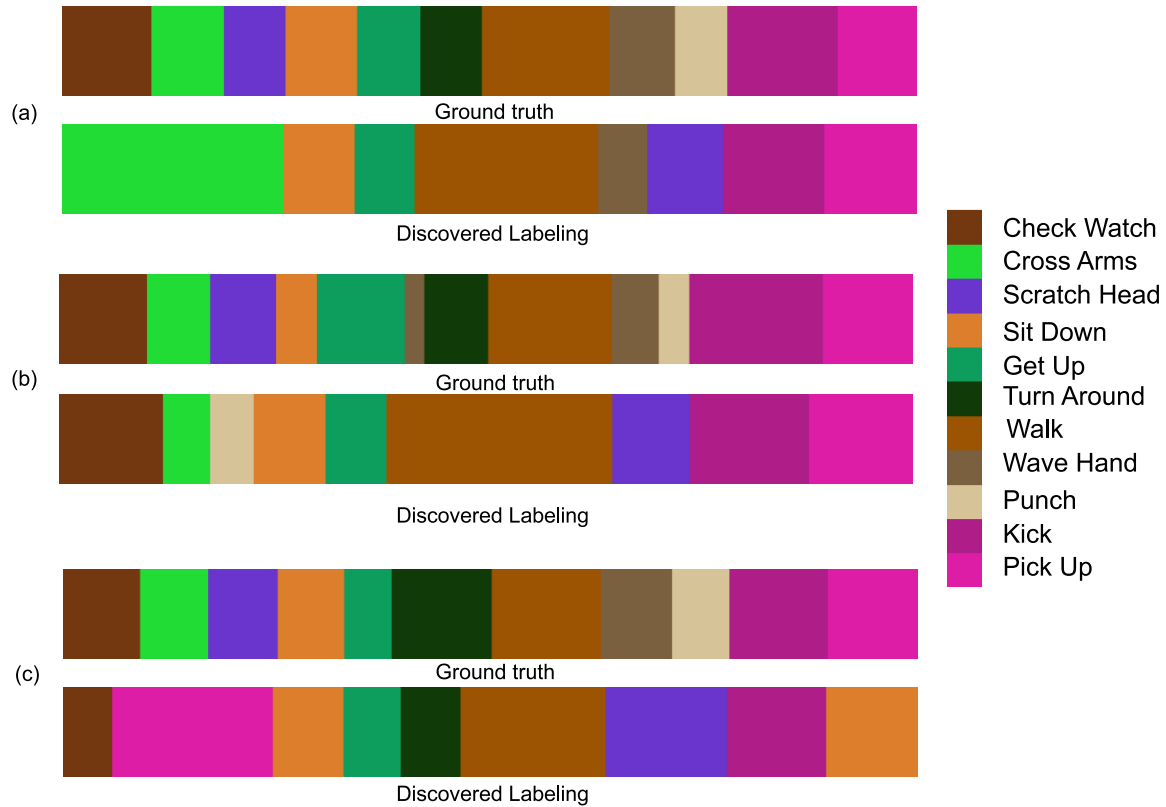 (a)
Ground truth
Discovered Labeling
(b)
Ground truth
Discovered Labeling
(c)
Ground truth
Discovered Labeling
Check Watch
Cross Arms
Scratch Head
Sit Down
Get Up
Turn Around
Walk
Wave Hand
Punch
Kick
Pick Up